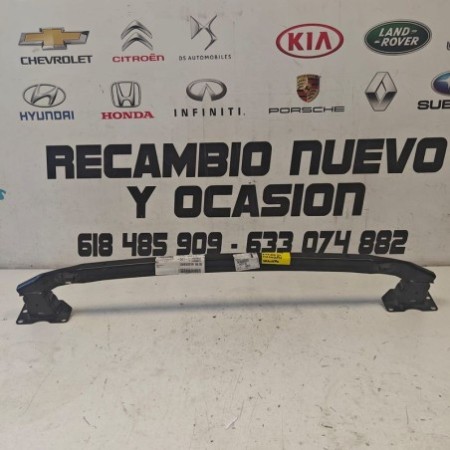 CHEVROLET
CITROËN
DS AUTOMOBILES
KIA
LAND-
ROVER
HYUNDAI
HONDA
INFINITI
PORSCHE
RENAULT
RECAMBIO NUEVO
Y OCASION
618 485 909 - 633 074 882